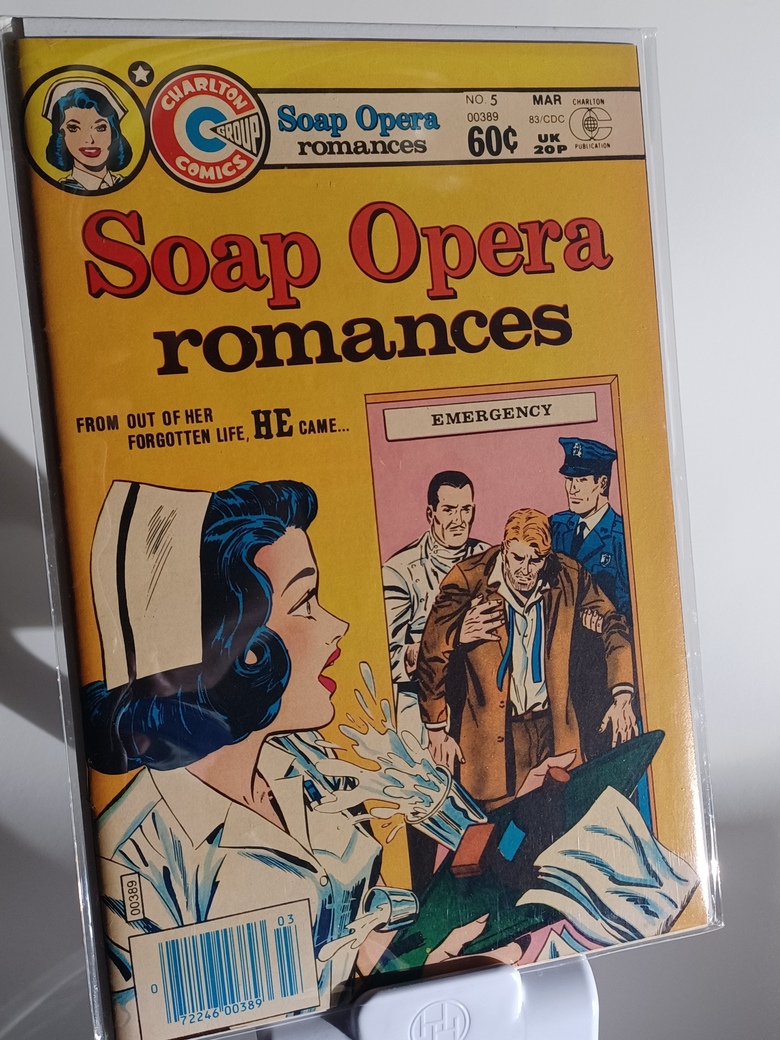 CHARLTON
COMICS
GROUP
Soap Opera
romances
NO. 5
00389
60¢
MAR
83/CDC
UK
20P
CHARLTON
PUBLICATION
Soap Opera
romances
FROM OUT OF HER
FORGOTTEN LIFE, HE CAME...
EMERGENCY
00389
03
0
72246 00389